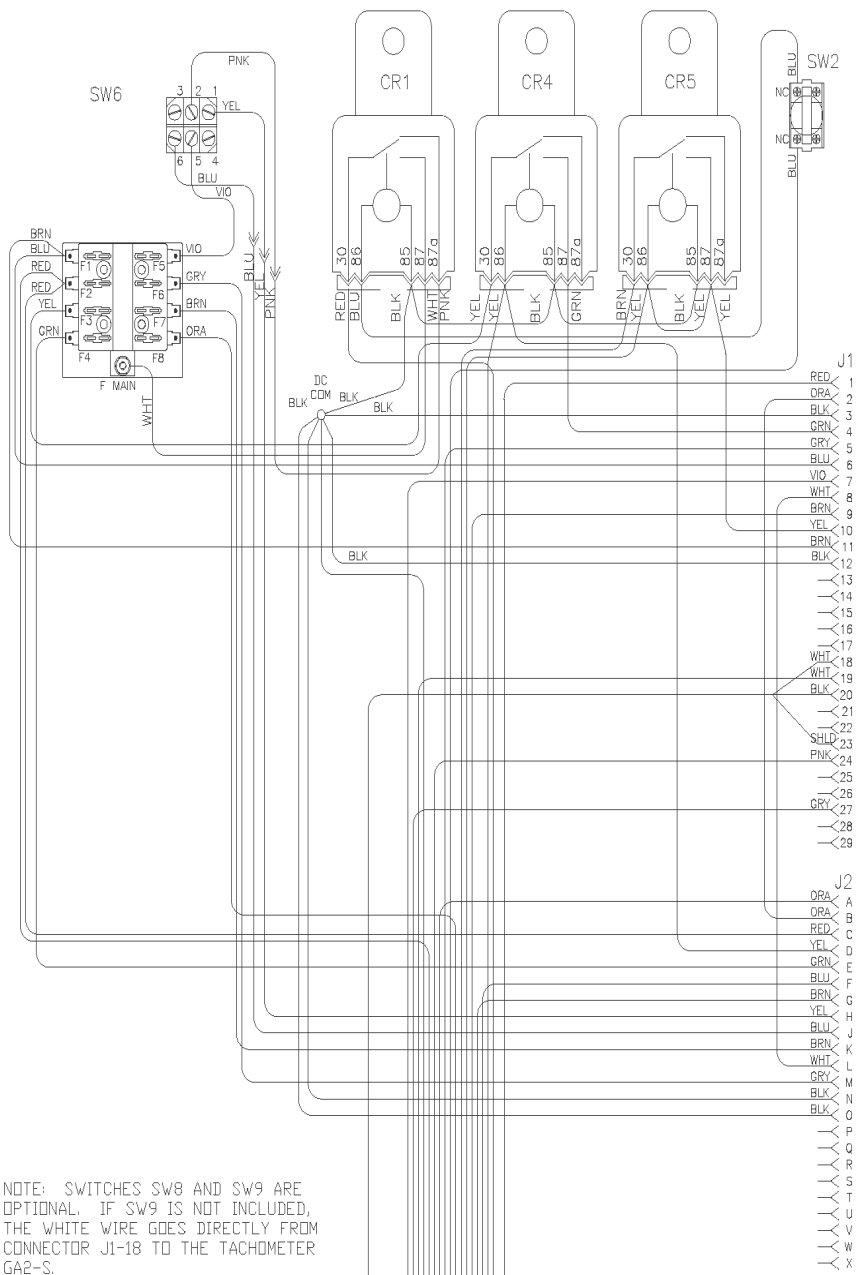 PNK
SW6
3 2 1
YEL
6 5 4
BLU
VIO
CR1
CR4
CR5
SW2
BLU
NC
NC
BLU
BRN
BLU
RED
RED
YEL
GRN
F1
F2
F3
F4
F5
F6
F7
F8
VIO
GRY
BRN
ORA
F MAIN
WHT
BLU
YEL
PNK
30 86 85 87 87a
RED BLU BLK WHT PNK
30 86 85 87 87a
YEL YEL BLK GRN
30 86 85 87 87a
BRN YEL BLK YEL YEL
DC
COM
BLK
BLK
BLK
BLK
J1
RED 1
ORA 2
BLK 3
GRN 4
GRY 5
BLU 6
VIO 7
WHT 8
BRN 9
YEL 10
BRN 11
BLK 12
13
14
15
16
17
WHT 18
WHT 19
BLK 20
21
22
SHLD 23
PNK 24
25
26
GRY 27
28
29
J2
ORA A
ORA B
RED C
YEL D
GRN E
BLU F
BRN G
YEL H
BLU J
BRN K
WHT L
GRY M
BLK N
BLK O
P
Q
R
S
T
U
V
W
X
NOTE: SWITCHES SW8 AND SW9 ARE
OPTIONAL. IF SW9 IS NOT INCLUDED,
THE WHITE WIRE GOES DIRECTLY FROM
CONNECTOR J1-18 TO THE TACHOMETER
GA2-S.